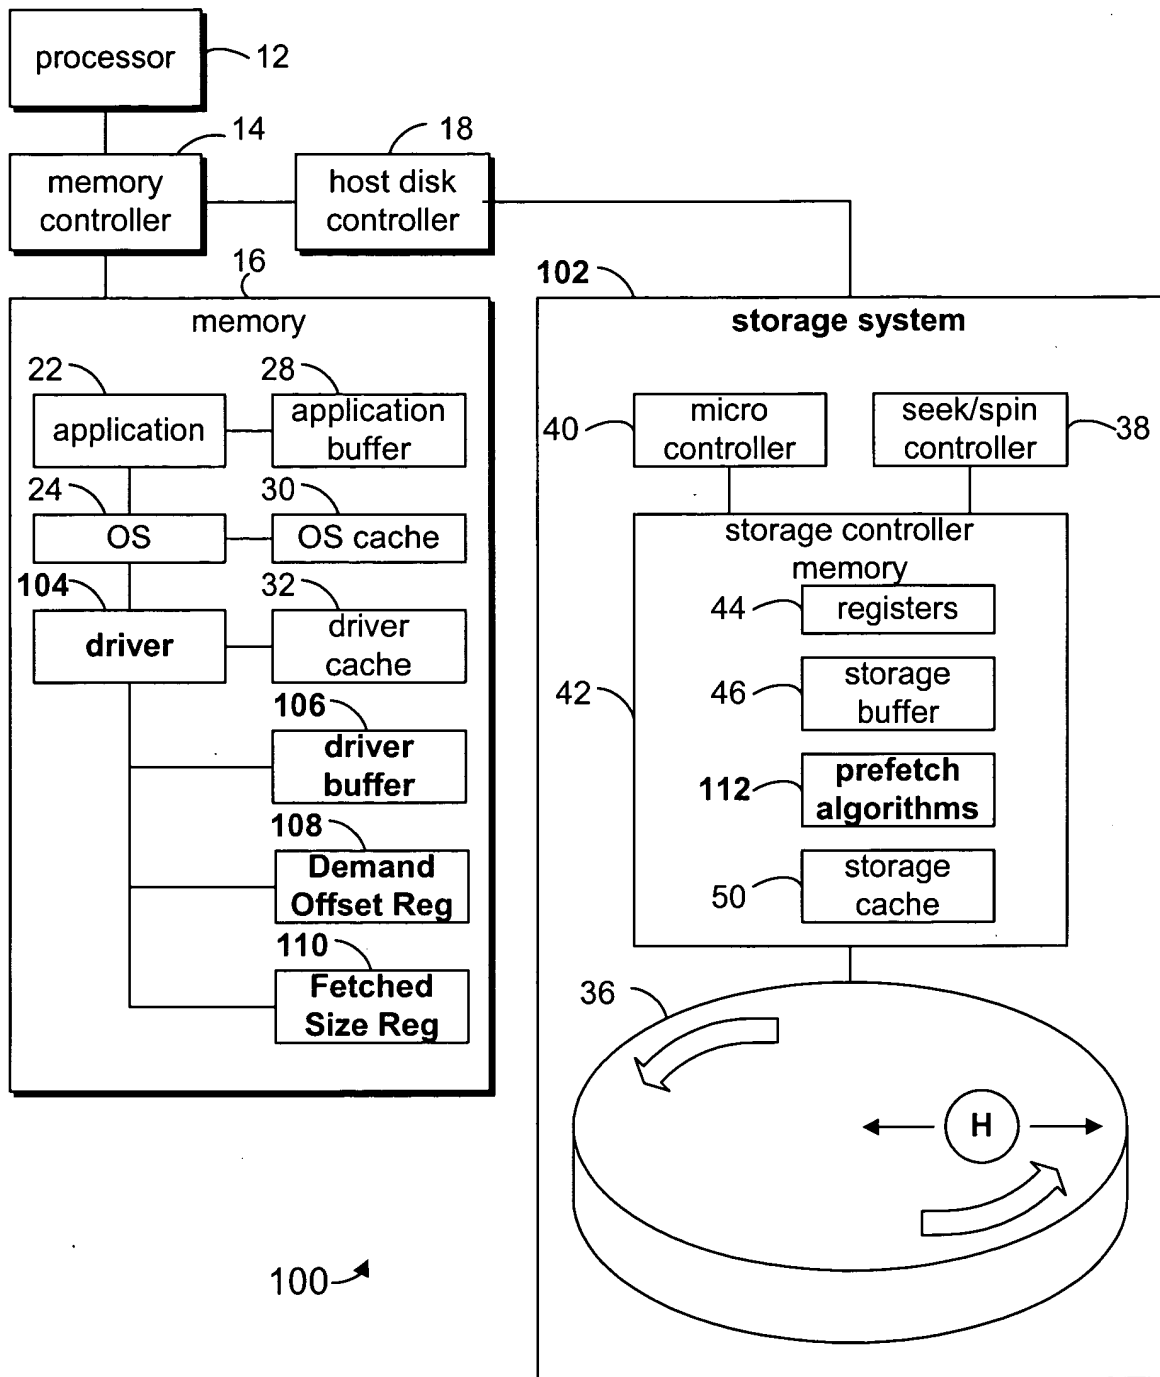 processor
12
14
18
memory
controller
host disk
controller
16
102
memory
storage system
22
28
application
application
buffer
40
micro
controller
seek/spin
controller
38
24
30
OS
OS cache
storage controller
memory
104
32
driver
driver
cache
44
registers
42
46
storage
buffer
106
driver
buffer
112
prefetch
algorithms
108
Demand
Offset Reg
50
storage
cache
110
Fetched
Size Reg
36
H
100